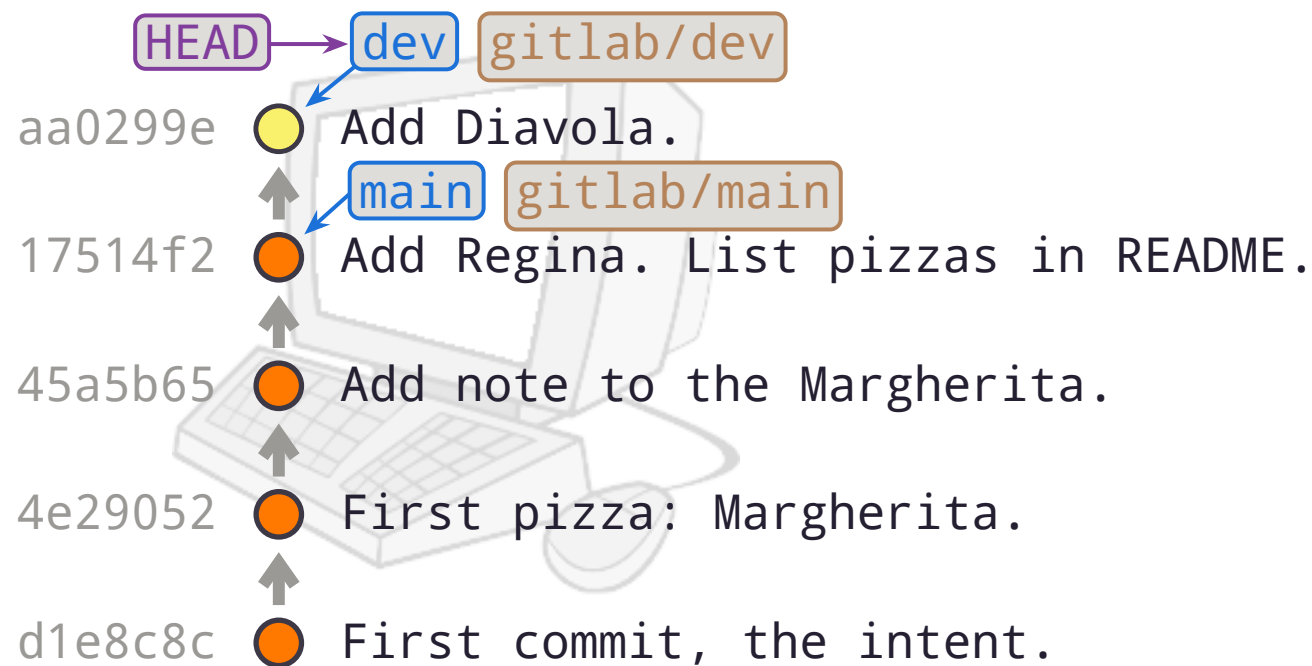 HEAD dev gitlab/dev
aa0299e Add Diavola.
main gitlab/main
17514f2 Add Regina. List pizzas in README.
45a5b65 Add note to the Margherita.
4e29052 First pizza: Margherita.
d1e8c8c First commit, the intent.